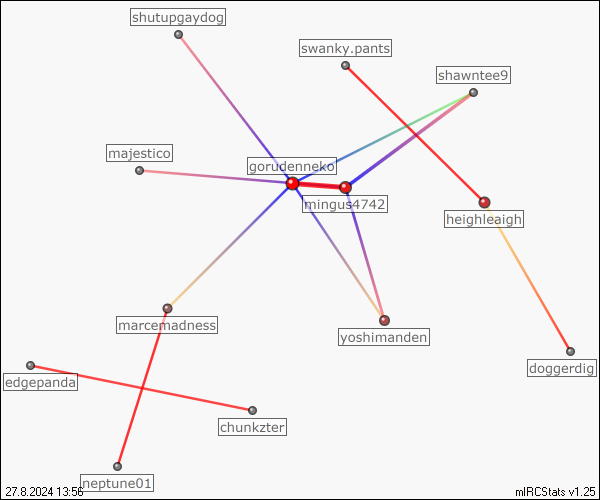 shutupgaydog
swanky.pants
shawntee9
majestico
gorudenneko
mingus4742
heighleaigh
marcemadness
yoshimanden
doggerdig
edgepanda
chunkzter
neptune01
27.8.2024 13:56
mIRCStats v1.25